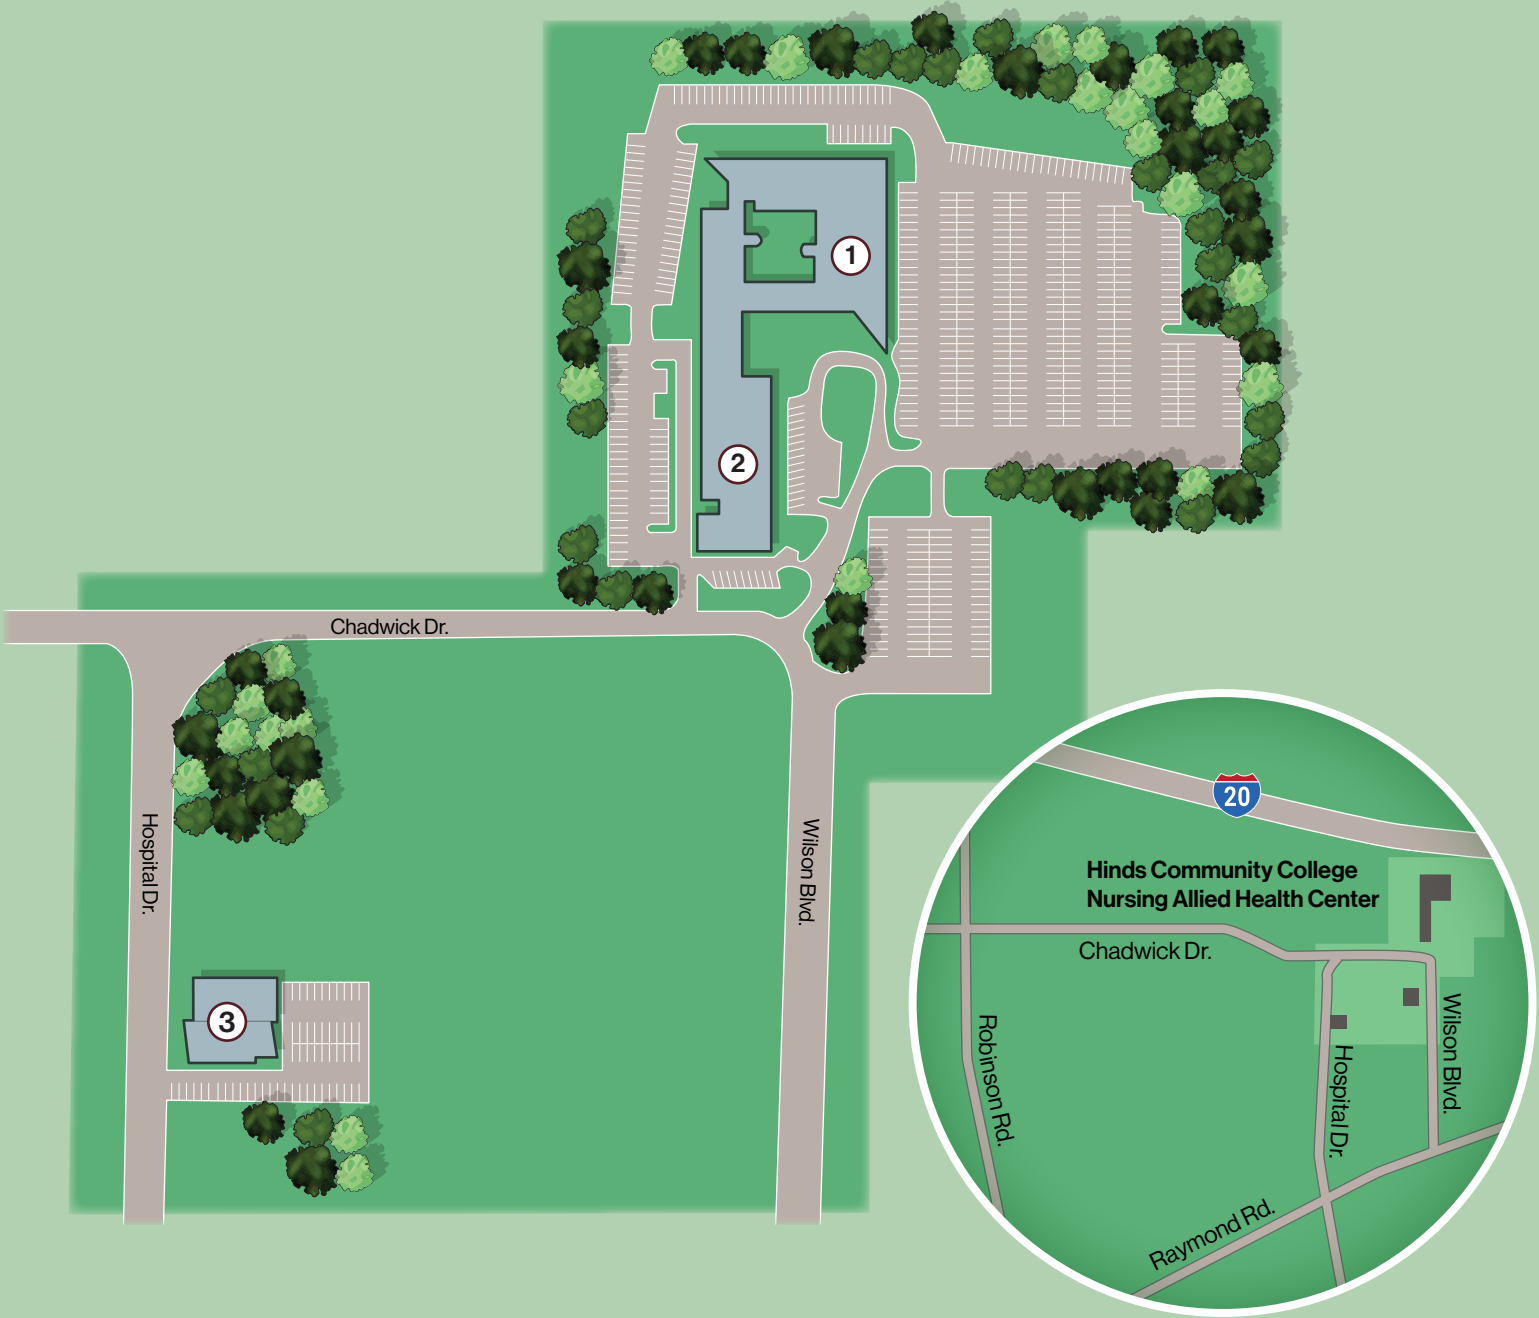 1
2
Chadwick Dr.
Hospital Dr.
Wilson Blvd.
3
20
Hinds Community College
Nursing Allied Health Center
Chadwick Dr.
Robinson Rd.
Hospital Dr.
Wilson Blvd.
Raymond Rd.